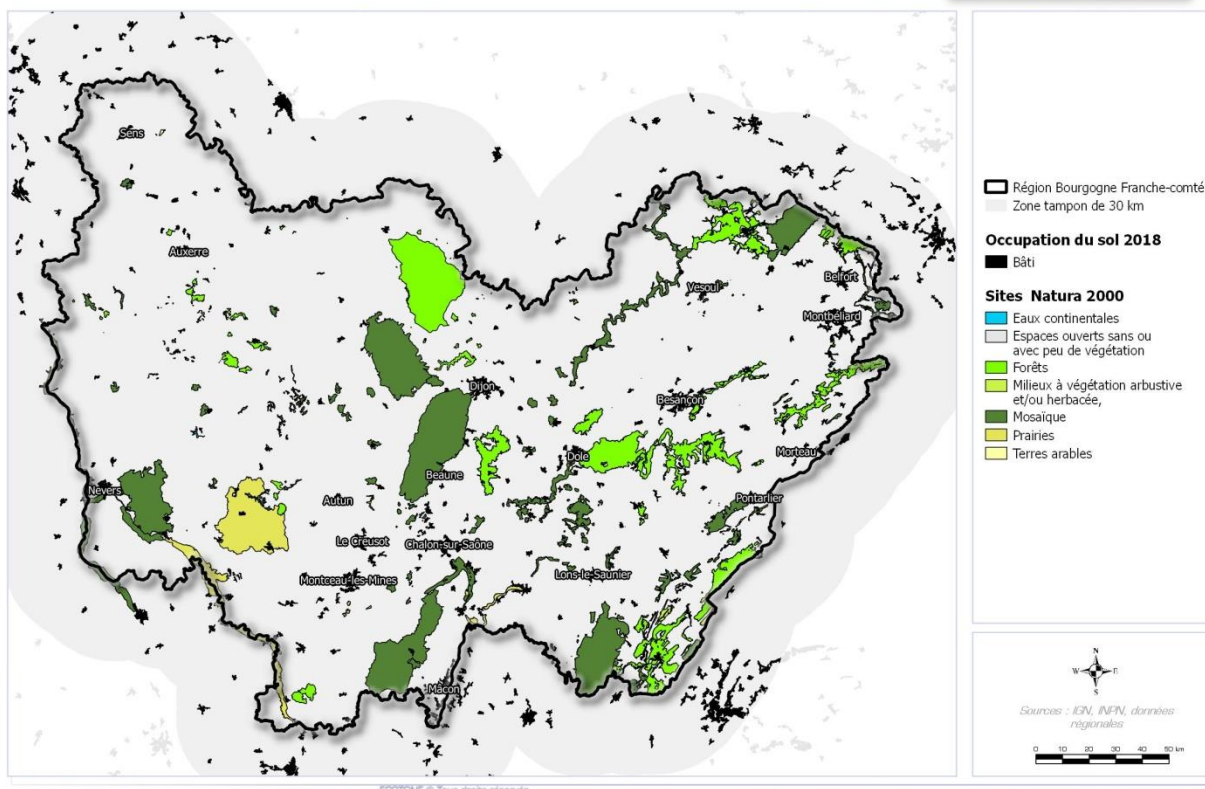 Sens
Auxerre
Vesoul
Belfort
Montbéliard
Dijon
Besançon
Dole
Morteau
Beaune
Nevers
Autun
Pontarlier
Le Creusot
Chalon-sur-Saône
Montceau-les-Mines
Lons-le-Saunier
Mâcon
Région Bourgogne Franche-comté
Zone tampon de 30 km
Occupation du sol 2018
Bâti
Sites Natura 2000
Eaux continentales
Espaces ouverts sans ou
avec peu de végétation
Forêts
Milieux à végétation arbustive
et/ou herbacée,
Mosaïque
Prairies
Terres arables
N
W
E
S
Sources : IGN, INPN, données
régionales
0 10 20 30 40 50 km